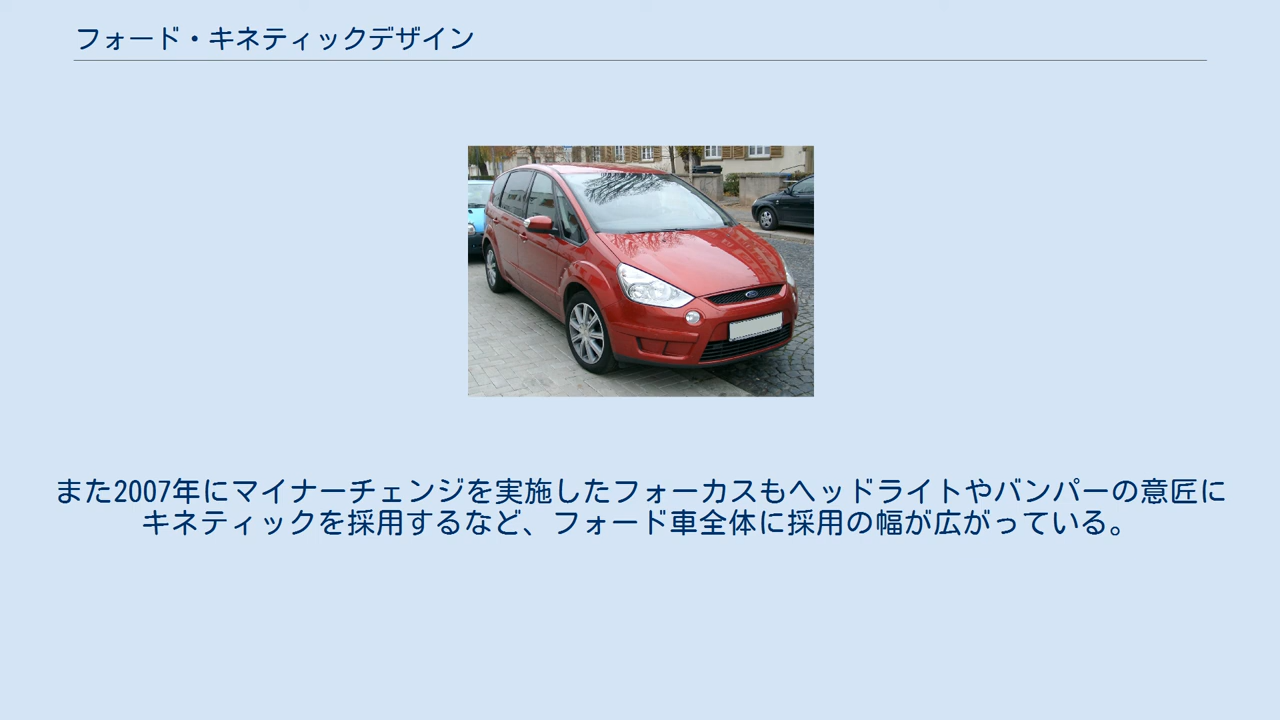 フォード・キネティックデザイン
また2007年にマイナーチェンジを実施したフォーカスもヘッドライトやバンパーの意匠に
キネティックを採用するなど、フォード車全体に採用の幅が広がっている。